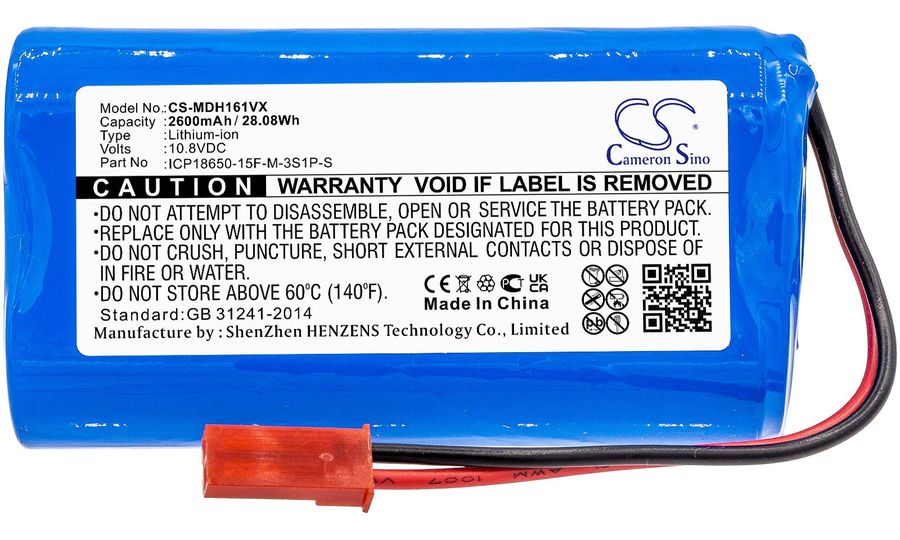 Model No.: CS-MDH161VX
Capacity : 2600mAh / 28.08Wh
Type : Lithium-ion
Volts : 10.8VDC
Part No : ICP18650-15F-M-3S1P-S
CS
Cameron Sino
CAUTION WARRANTY VOID IF LABEL IS REMOVED
•DO NOT ATTEMPT TO DISASSEMBLE, OPEN OR SERVICE THE BATTERY PACK.
•REPLACE ONLY WITH THE BATTERY PACK DESIGNATED FOR THIS PRODUCT.
•DO NOT CRUSH, PUNCTURE, SHORT EXTERNAL CONTACTS OR DISPOSE OF
IN FIRE OR WATER.
•DO NOT STORE ABOVE 60°C (140°F).
Standard:GB 31241-2014
Manufacture by : ShenZhen HENZENS Technology Co., Limited
CE UK CA
Made In China
AWM 1007 V